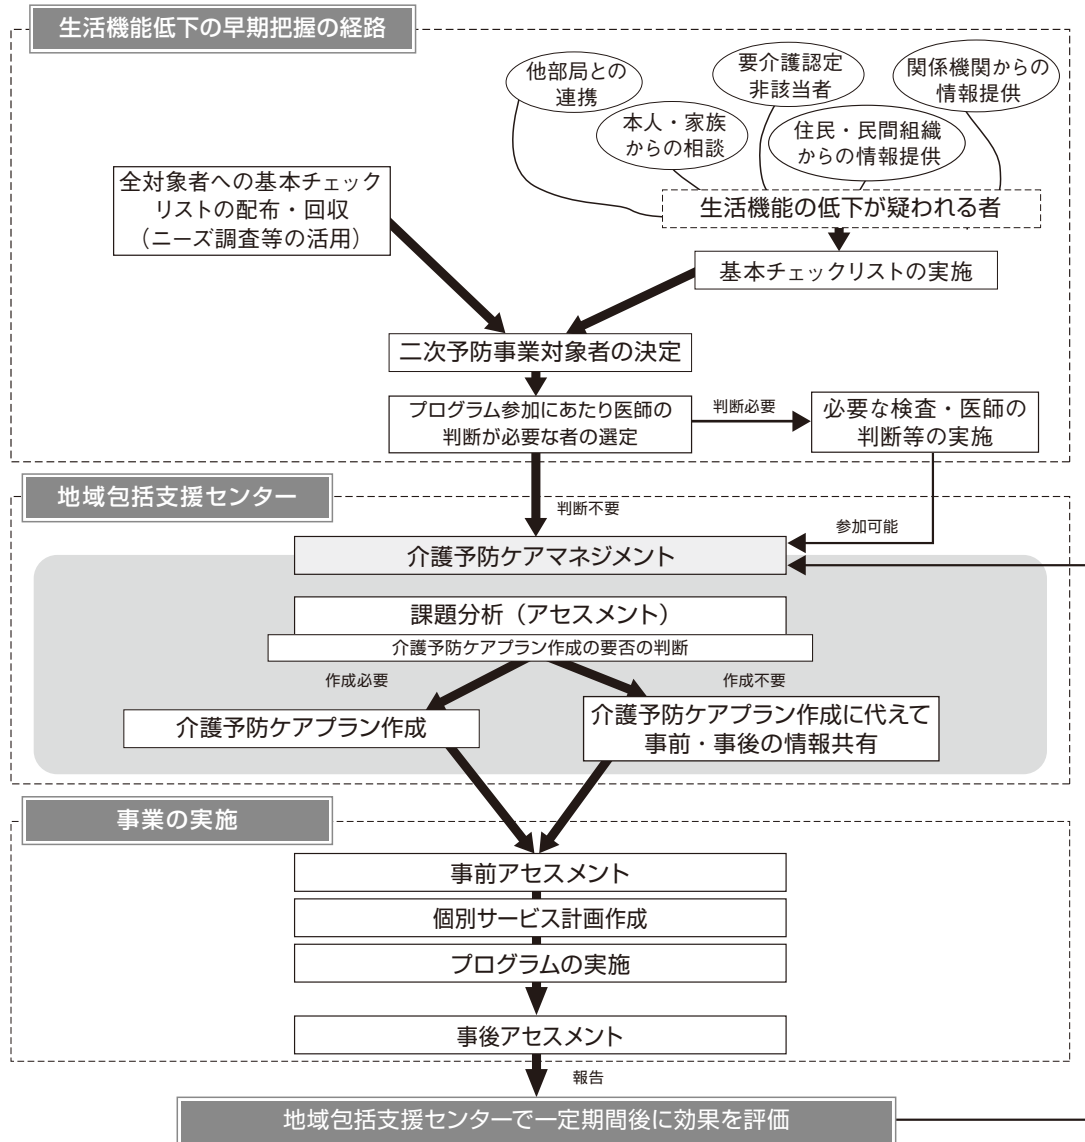 生活機能低下の早期把握の経路
他部局との
連携
要介護認定
非該当者
関係機関からの
情報提供
本人・家族
からの相談
住民・民間組織
からの情報提供
全対象者への基本チェック
リストの配布・回収
（ニーズ調査等の活用）
生活機能の低下が疑われる者
基本チェックリストの実施
二次予防事業対象者の決定
プログラム参加にあたり医師の
判断が必要な者の選定
判断必要
必要な検査・医師の
判断等の実施
地域包括支援センター
判断不要
参加可能
介護予防ケアマネジメント
課題分析（アセスメント）
介護予防ケアプラン作成の要否の判断
作成必要
作成不要
介護予防ケアプラン作成
介護予防ケアプラン作成に代えて
事前・事後の情報共有
事業の実施
事前アセスメント
個別サービス計画作成
プログラムの実施
事後アセスメント
報告
地域包括支援センターで一定期間後に効果を評価